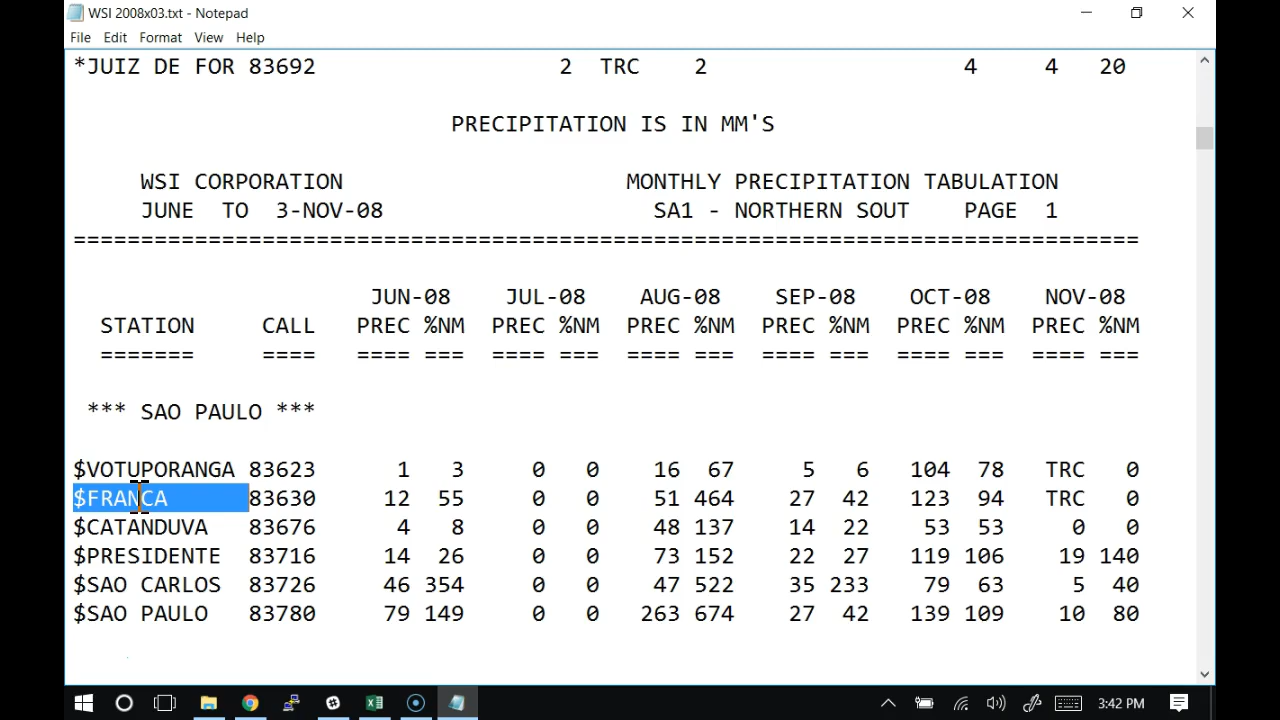 WSI 2008x03.txt - Notepad
File Edit Format View Help
*JUIZ DE FOR 83692 2 TRC 2 4 4 20
PRECIPITATION IS IN MM'S
WSI CORPORATION MONTHLY PRECIPITATION TABULATION
JUNE TO 3-NOV-08 SA1 - NORTHERN SOUT PAGE 1
===============================================================================
JUN-08 JUL-08 AUG-08 SEP-08 OCT-08 NOV-08
STATION CALL PREC %NM PREC %NM PREC %NM PREC %NM PREC %NM PREC %NM
======= ==== ==== === ==== === ==== === ==== === ==== === ==== ===
*** SAO PAULO ***
$VOTUPORANGA 83623 1 3 0 0 16 67 5 6 104 78 TRC 0
$FRANCA 83630 12 55 0 0 51 464 27 42 123 94 TRC 0
$CATANDUVA 83676 4 8 0 0 48 137 14 22 53 53 0 0
$PRESIDENTE 83716 14 26 0 0 73 152 22 27 119 106 19 140
$SAO CARLOS 83726 46 354 0 0 47 522 35 233 79 63 5 40
$SAO PAULO 83780 79 149 0 0 263 674 27 42 139 109 10 80
3:42 PM